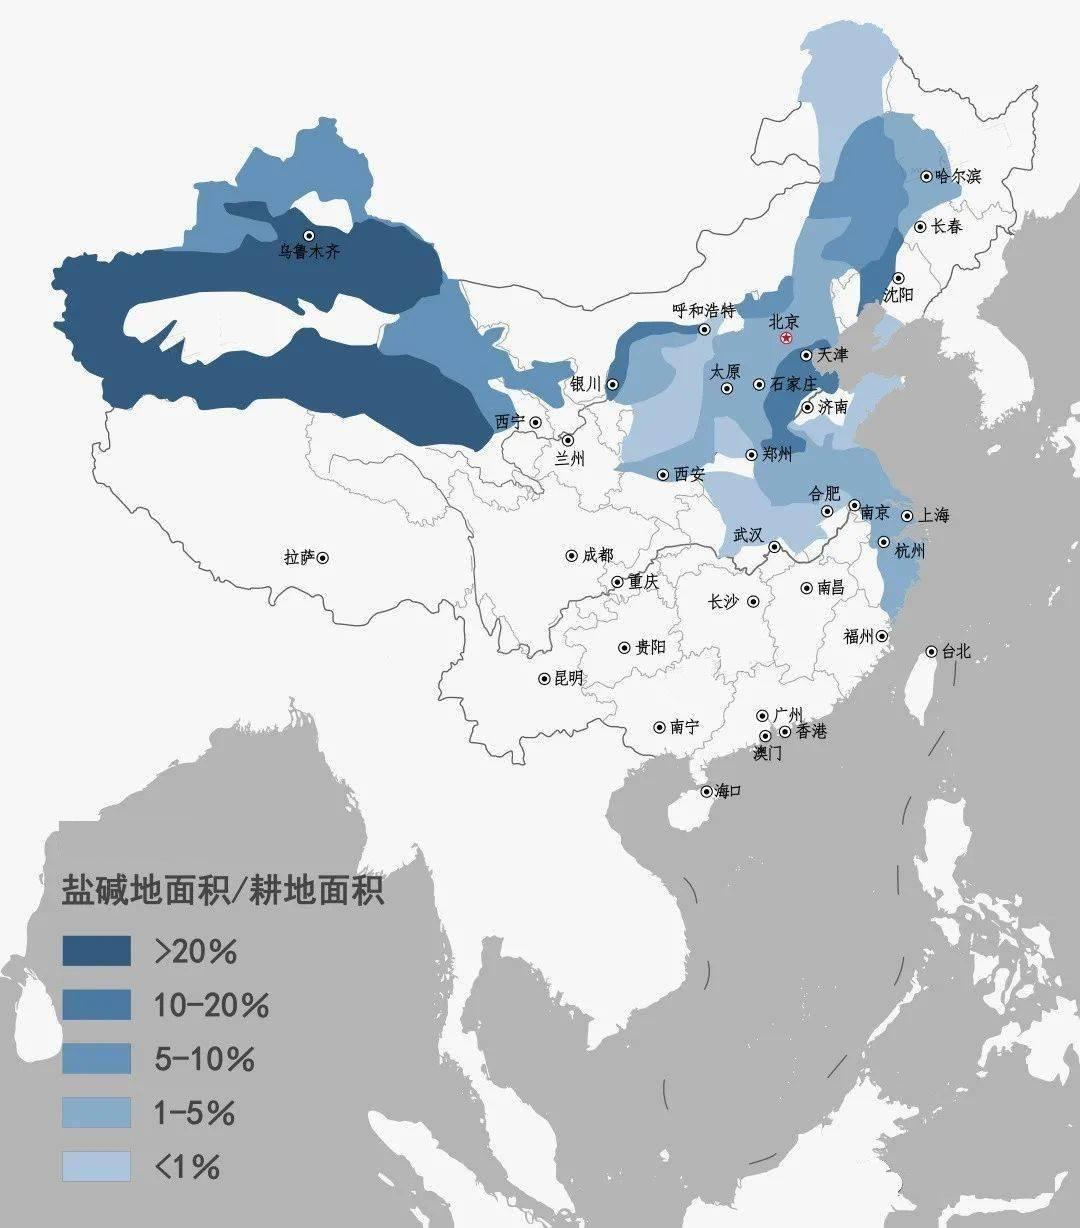 哈尔滨
长春
乌鲁木齐
沈阳
呼和浩特
北京
天津
银川
太原
石家庄
济南
西宁
兰州
郑州
西安
合肥
南京
上海
武汉
杭州
拉萨
成都
重庆
长沙
南昌
福州
贵阳
台北
昆明
南宁
广州
香港
澳门
海口
盐碱地面积/耕地面积
>20%
10-20%
5-10%
1-5%
<1%